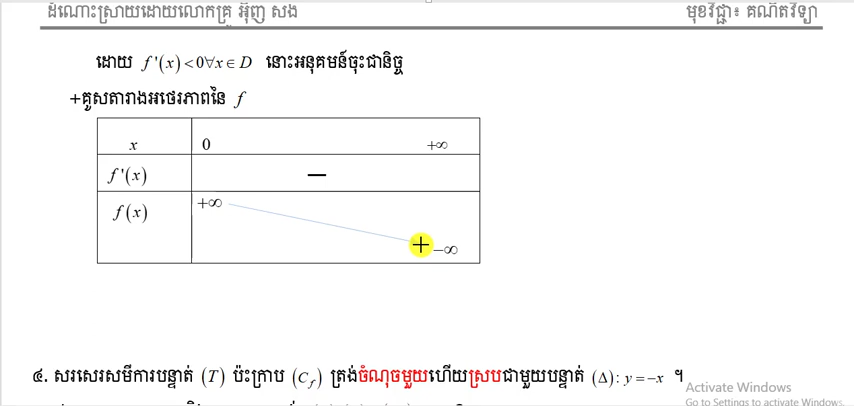 ដំណោះស្រាយដោយលោកគ្រូ អ៊ុញ សង មុខវិជ្ជា៖ គណិតវិទ្យា
ដោយ f'(x)<0∀x∈D នោះអនុគមន៍ចុះជានិច្ច
+គូសតារាងអថេរភាពនៃ f
x 0 +∞
f'(x) −
f(x) +∞ −∞
៤. សរសេរសមីការបន្ទាត់ (T) ប៉ះក្រាប (C_f) ត្រង់ចំណុចមួយហើយស្របជាមួយបន្ទាត់ (Δ): y=−x ។
Activate Windows
Go to Settings to activate Windows.